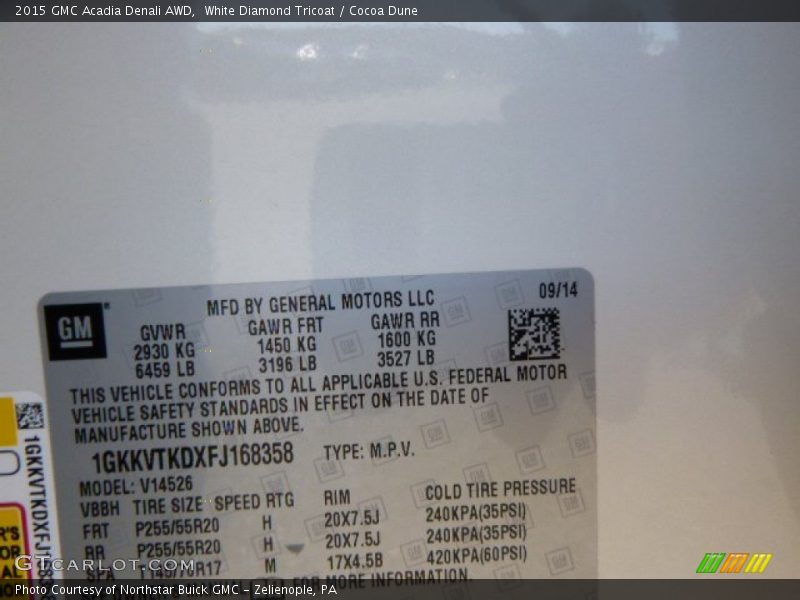 2015 GMC Acadia Denali AWD, White Diamond Tricoat / Cocoa Dune
MFD BY GENERAL MOTORS LLC 09/14
GM
GVWR GAWR FRT GAWR RR
2930 KG 1450 KG 1600 KG
6459 LB 3196 LB 3527 LB
THIS VEHICLE CONFORMS TO ALL APPLICABLE U.S. FEDERAL MOTOR
VEHICLE SAFETY STANDARDS IN EFFECT ON THE DATE OF
MANUFACTURE SHOWN ABOVE.
1GKKVTKDXFJ168358 TYPE: M.P.V.
MODEL: V14526
VBBH TIRE SIZE SPEED RTG RIM COLD TIRE PRESSURE
FRT P255/55R20 H 20X7.5J 240KPA(35PSI)
RR P255/55R20 H 20X7.5J 240KPA(35PSI)
SPA T145/70R17 M 17X4.5B 420KPA(60PSI)
FOR MORE INFORMATION.
1GKKVTKDXFJ168358
GTcarlot.com
Photo Courtesy of Northstar Buick GMC – Zelienople, PA